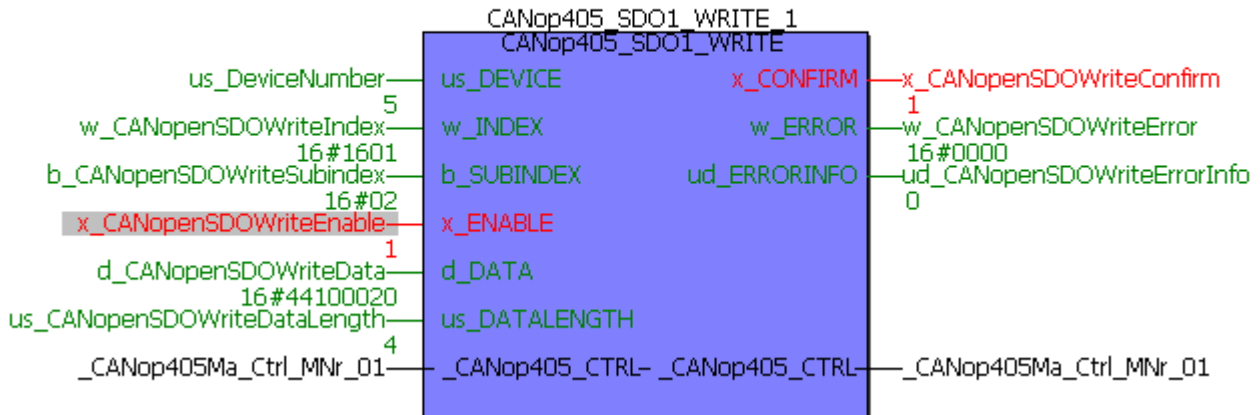 CANop405_SDO1_WRITE_1
CANop405_SDO1_WRITE
us_DeviceNumber us_DEVICE x_CONFIRM x_CANopenSDOWriteConfirm
5 1
w_CANopenSDOWriteIndex w_INDEX w_ERROR w_CANopenSDOWriteError
16#1601 16#0000
b_CANopenSDOWriteSubindex b_SUBINDEX ud_ERRORINFO ud_CANopenSDOWriteErrorInfo
16#02 0
x_CANopenSDOWriteEnable x_ENABLE
1
d_CANopenSDOWriteData d_DATA
16#44100020
us_CANopenSDOWriteDataLength us_DATALENGTH
4
_CANop405Ma_Ctrl_MNr_01 _CANop405_CTRL _CANop405_CTRL _CANop405Ma_Ctrl_MNr_01